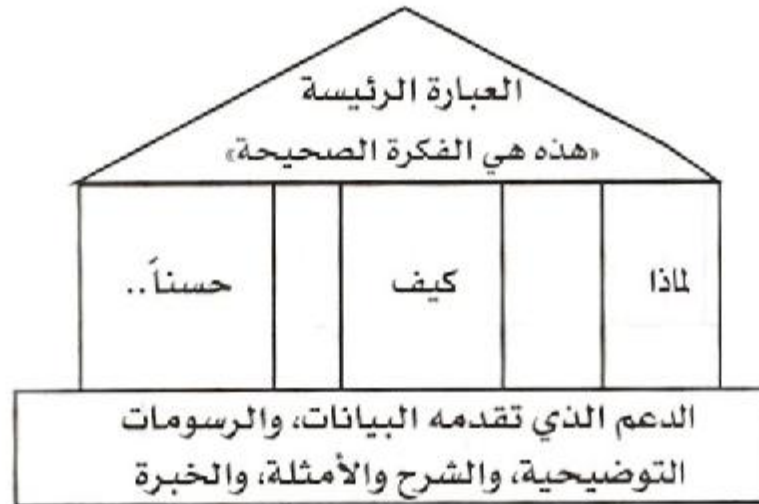 العبارة الرئيسة
«هذه هي الفكرة الصحيحة»
لماذا
كيف
حسناً..
الدعم الذي تقدمه البيانات، والرسومات
التوضيحية، والشرح والأمثلة، والخبرة